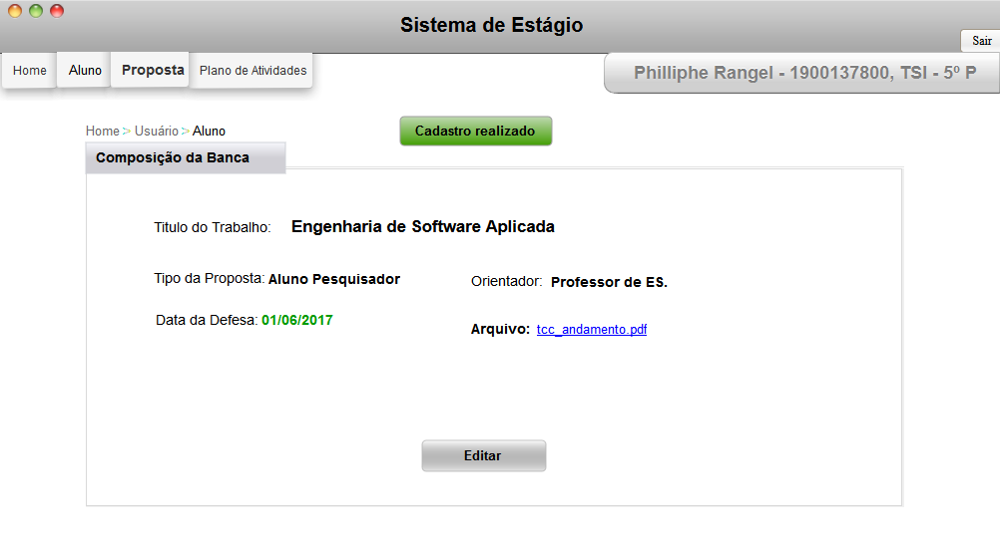 Sistema de Estágio
Sair
Home Aluno Proposta Plano de Atividades
Philliphe Rangel - 1900137800, TSI - 5º P
Home > Usuário > Aluno
Cadastro realizado
Composição da Banca
Titulo do Trabalho: Engenharia de Software Aplicada
Tipo da Proposta: Aluno Pesquisador
Orientador: Professor de ES.
Data da Defesa: 01/06/2017
Arquivo: tcc_andamento.pdf
Editar